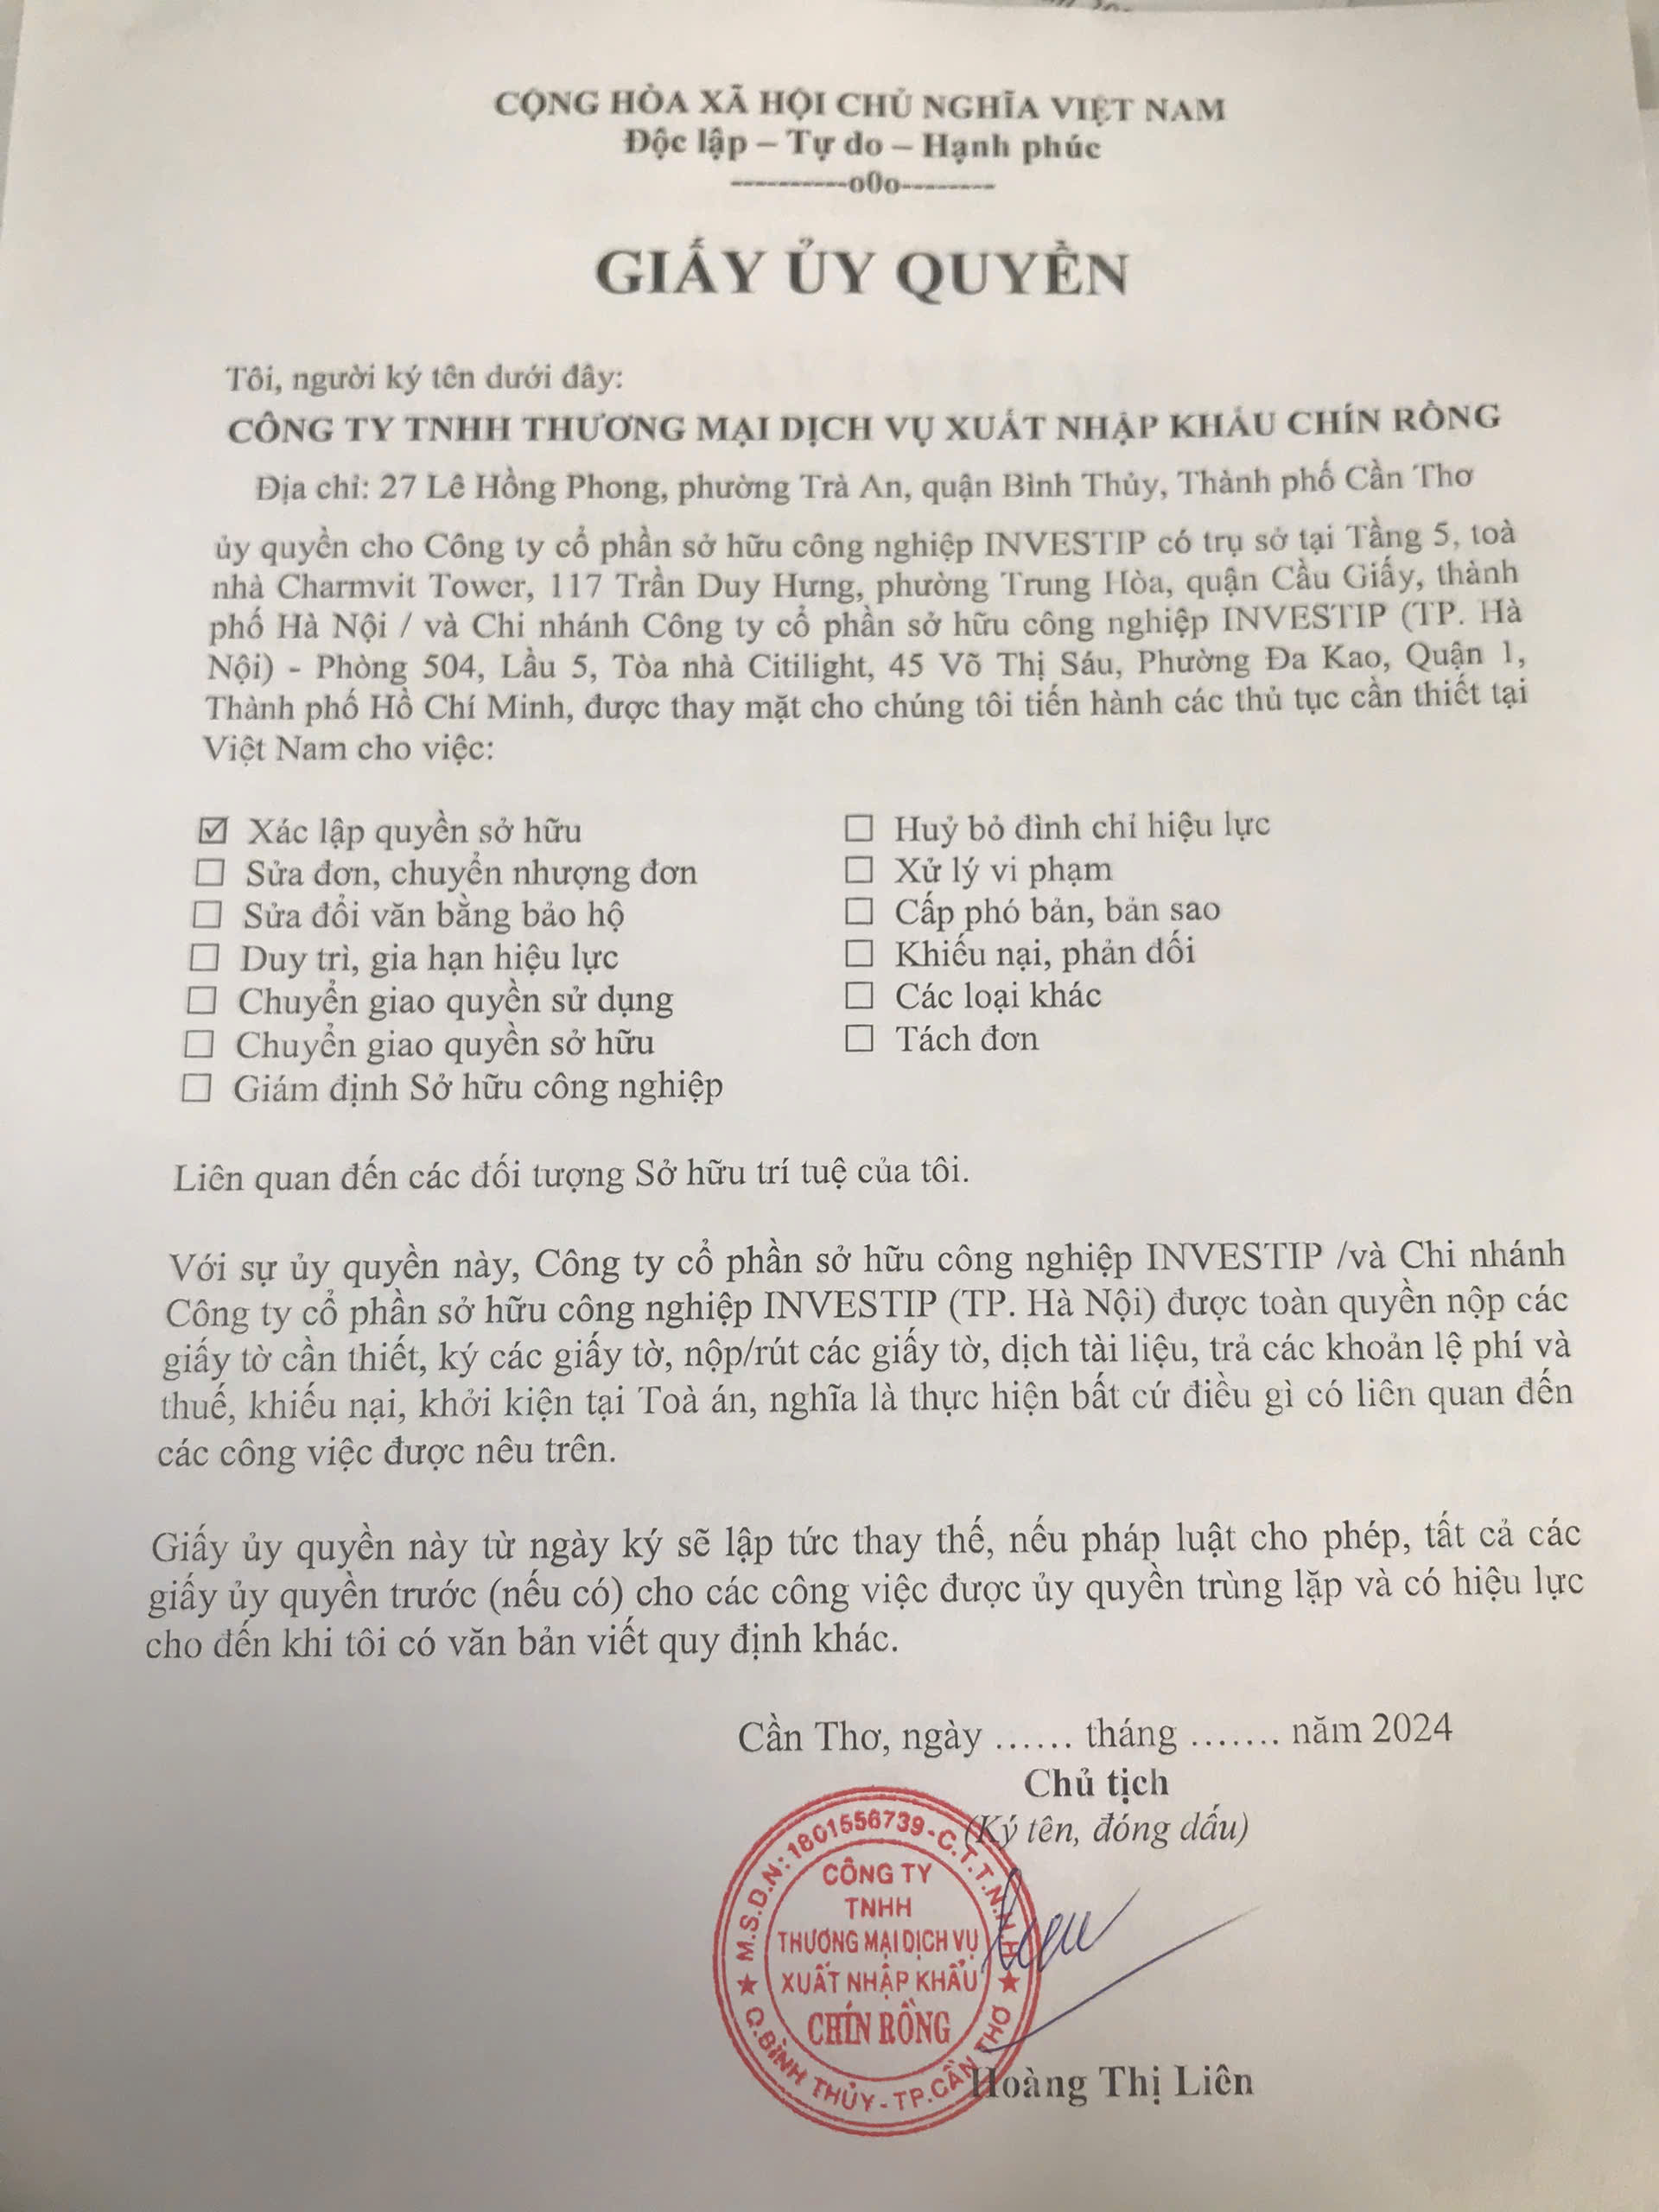 CỘNG HÒA XÃ HỘI CHỦ NGHĨA VIỆT NAM
Độc lập – Tự do – Hạnh phúc
----------o0o--------
GIẤY ỦY QUYỀN
Tôi, người ký tên dưới đây:
CÔNG TY TNHH THƯƠNG MẠI DỊCH VỤ XUẤT NHẬP KHẨU CHÍN RỒNG
Địa chỉ: 27 Lê Hồng Phong, phường Trà An, quận Bình Thủy, Thành phố Cần Thơ
ủy quyền cho Công ty cổ phần sở hữu công nghiệp INVESTIP có trụ sở tại Tầng 5, toà
nhà Charmvit Tower, 117 Trần Duy Hưng, phường Trung Hòa, quận Cầu Giấy, thành
phố Hà Nội / và Chi nhánh Công ty cổ phần sở hữu công nghiệp INVESTIP (TP. Hà
Nội) - Phòng 504, Lầu 5, Tòa nhà Citilight, 45 Võ Thị Sáu, Phường Đa Kao, Quận 1,
Thành phố Hồ Chí Minh, được thay mặt cho chúng tôi tiến hành các thủ tục cần thiết tại
Việt Nam cho việc:
☑ Xác lập quyền sở hữu
☐ Sửa đơn, chuyển nhượng đơn
☐ Sửa đổi văn bằng bảo hộ
☐ Duy trì, gia hạn hiệu lực
☐ Chuyển giao quyền sử dụng
☐ Chuyển giao quyền sở hữu
☐ Giám định Sở hữu công nghiệp
☐ Huỷ bỏ đình chỉ hiệu lực
☐ Xử lý vi phạm
☐ Cấp phó bản, bản sao
☐ Khiếu nại, phản đối
☐ Các loại khác
☐ Tách đơn
Liên quan đến các đối tượng Sở hữu trí tuệ của tôi.
Với sự ủy quyền này, Công ty cổ phần sở hữu công nghiệp INVESTIP /và Chi nhánh
Công ty cổ phần sở hữu công nghiệp INVESTIP (TP. Hà Nội) được toàn quyền nộp các
giấy tờ cần thiết, ký các giấy tờ, nộp/rút các giấy tờ, dịch tài liệu, trả các khoản lệ phí và
thuế, khiếu nại, khởi kiện tại Toà án, nghĩa là thực hiện bất cứ điều gì có liên quan đến
các công việc được nêu trên.
Giấy ủy quyền này từ ngày ký sẽ lập tức thay thế, nếu pháp luật cho phép, tất cả các
giấy ủy quyền trước (nếu có) cho các công việc được ủy quyền trùng lặp và có hiệu lực
cho đến khi tôi có văn bản viết quy định khác.
Cần Thơ, ngày ...... tháng ....... năm 2024
Chủ tịch
(Ký tên, đóng dấu)
M.S.D.N: 1801556739 - C.T.T.N.H.H
CÔNG TY
TNHH
THƯƠNG MẠI DỊCH VỤ
XUẤT NHẬP KHẨU
CHÍN RỒNG
Q.BÌNH THỦY - TP.CẦN THƠ
Hoàng Thị Liên